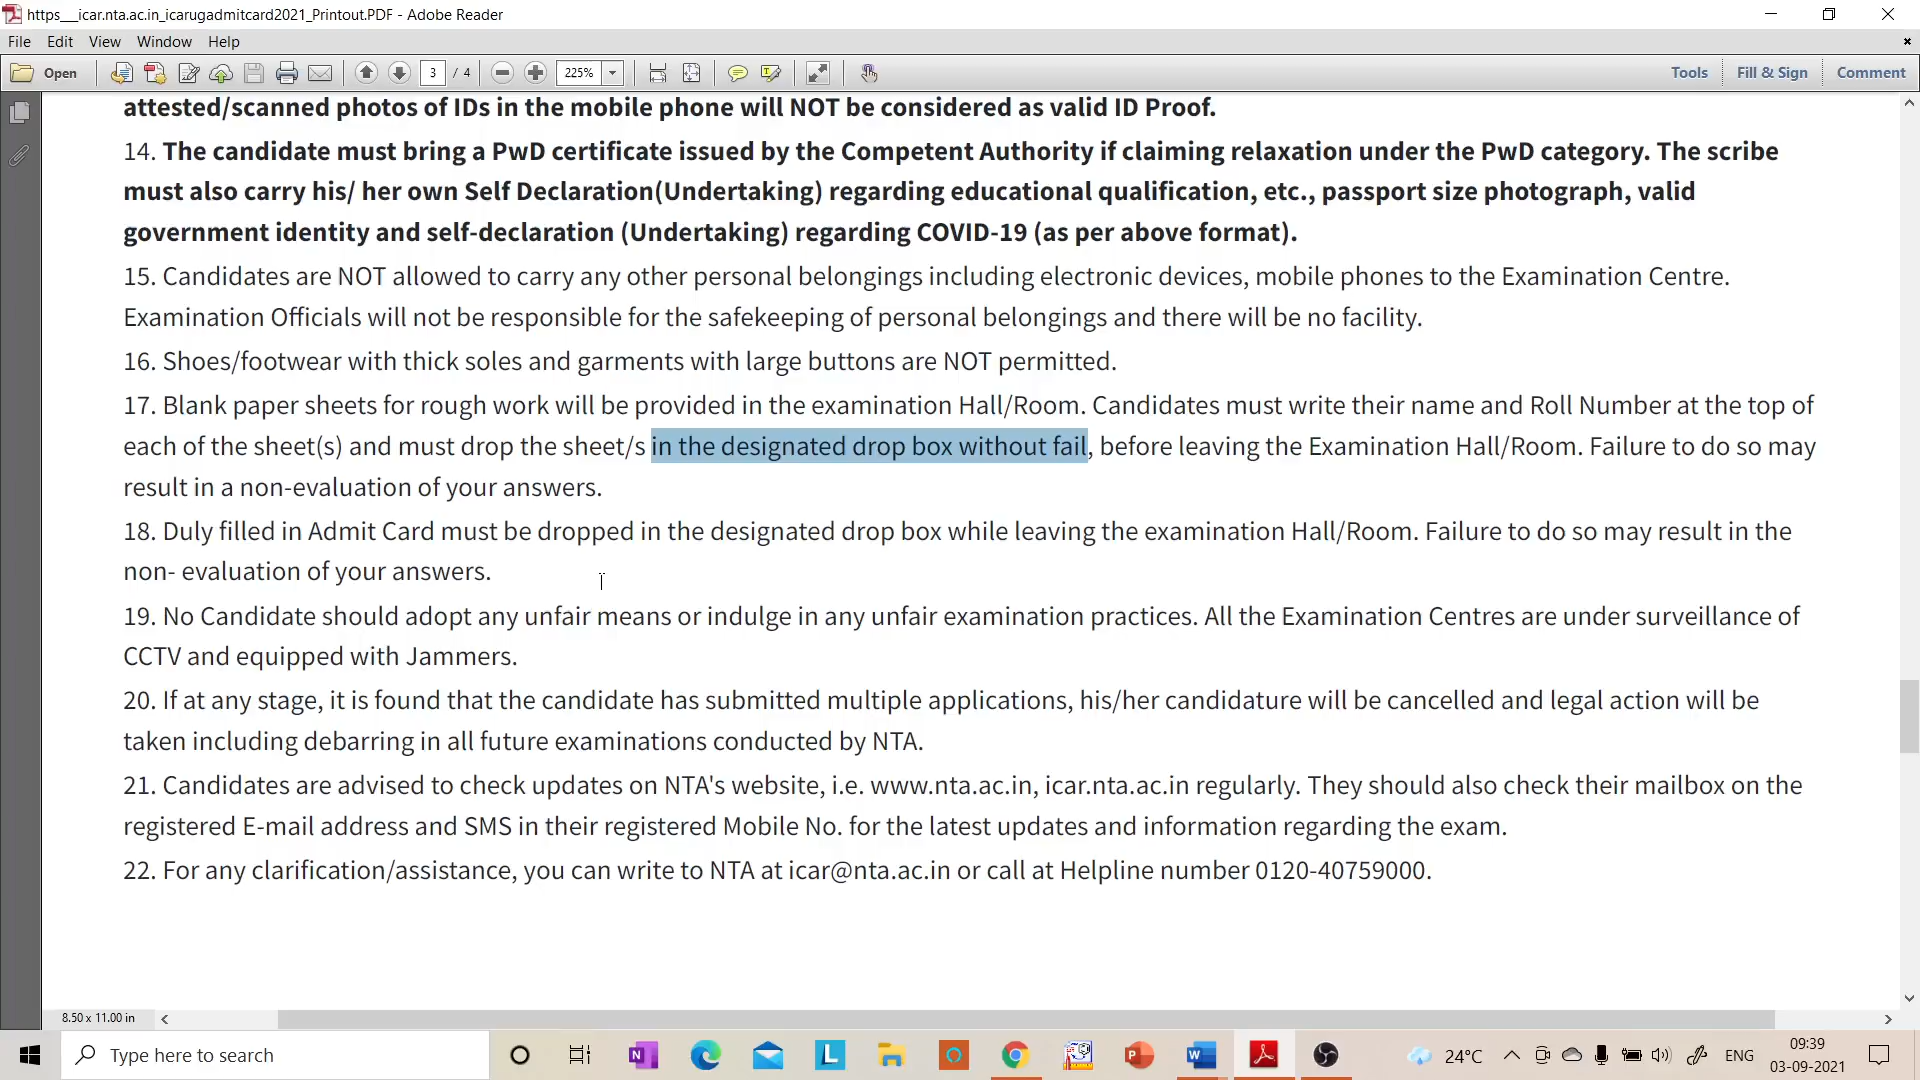 https__icar.nta.ac.in_icarugadmitcard2021_Printout.PDF - Adobe Reader
File Edit View Window Help
Open 3 / 4 225% Tools Fill & Sign Comment
attested/scanned photos of IDs in the mobile phone will NOT be considered as valid ID Proof.
14. The candidate must bring a PwD certificate issued by the Competent Authority if claiming relaxation under the PwD category. The scribe
must also carry his/ her own Self Declaration(Undertaking) regarding educational qualification, etc., passport size photograph, valid
government identity and self-declaration (Undertaking) regarding COVID-19 (as per above format).
15. Candidates are NOT allowed to carry any other personal belongings including electronic devices, mobile phones to the Examination Centre.
Examination Officials will not be responsible for the safekeeping of personal belongings and there will be no facility.
16. Shoes/footwear with thick soles and garments with large buttons are NOT permitted.
17. Blank paper sheets for rough work will be provided in the examination Hall/Room. Candidates must write their name and Roll Number at the top of
each of the sheet(s) and must drop the sheet/s in the designated drop box without fail, before leaving the Examination Hall/Room. Failure to do so may
result in a non-evaluation of your answers.
18. Duly filled in Admit Card must be dropped in the designated drop box while leaving the examination Hall/Room. Failure to do so may result in the
non- evaluation of your answers.
19. No Candidate should adopt any unfair means or indulge in any unfair examination practices. All the Examination Centres are under surveillance of
CCTV and equipped with Jammers.
20. If at any stage, it is found that the candidate has submitted multiple applications, his/her candidature will be cancelled and legal action will be
taken including debarring in all future examinations conducted by NTA.
21. Candidates are advised to check updates on NTA's website, i.e. www.nta.ac.in, icar.nta.ac.in regularly. They should also check their mailbox on the
registered E-mail address and SMS in their registered Mobile No. for the latest updates and information regarding the exam.
22. For any clarification/assistance, you can write to NTA at icar@nta.ac.in or call at Helpline number 0120-40759000.
8.50 x 11.00 in
Type here to search 24°C ENG 09:39
03-09-2021